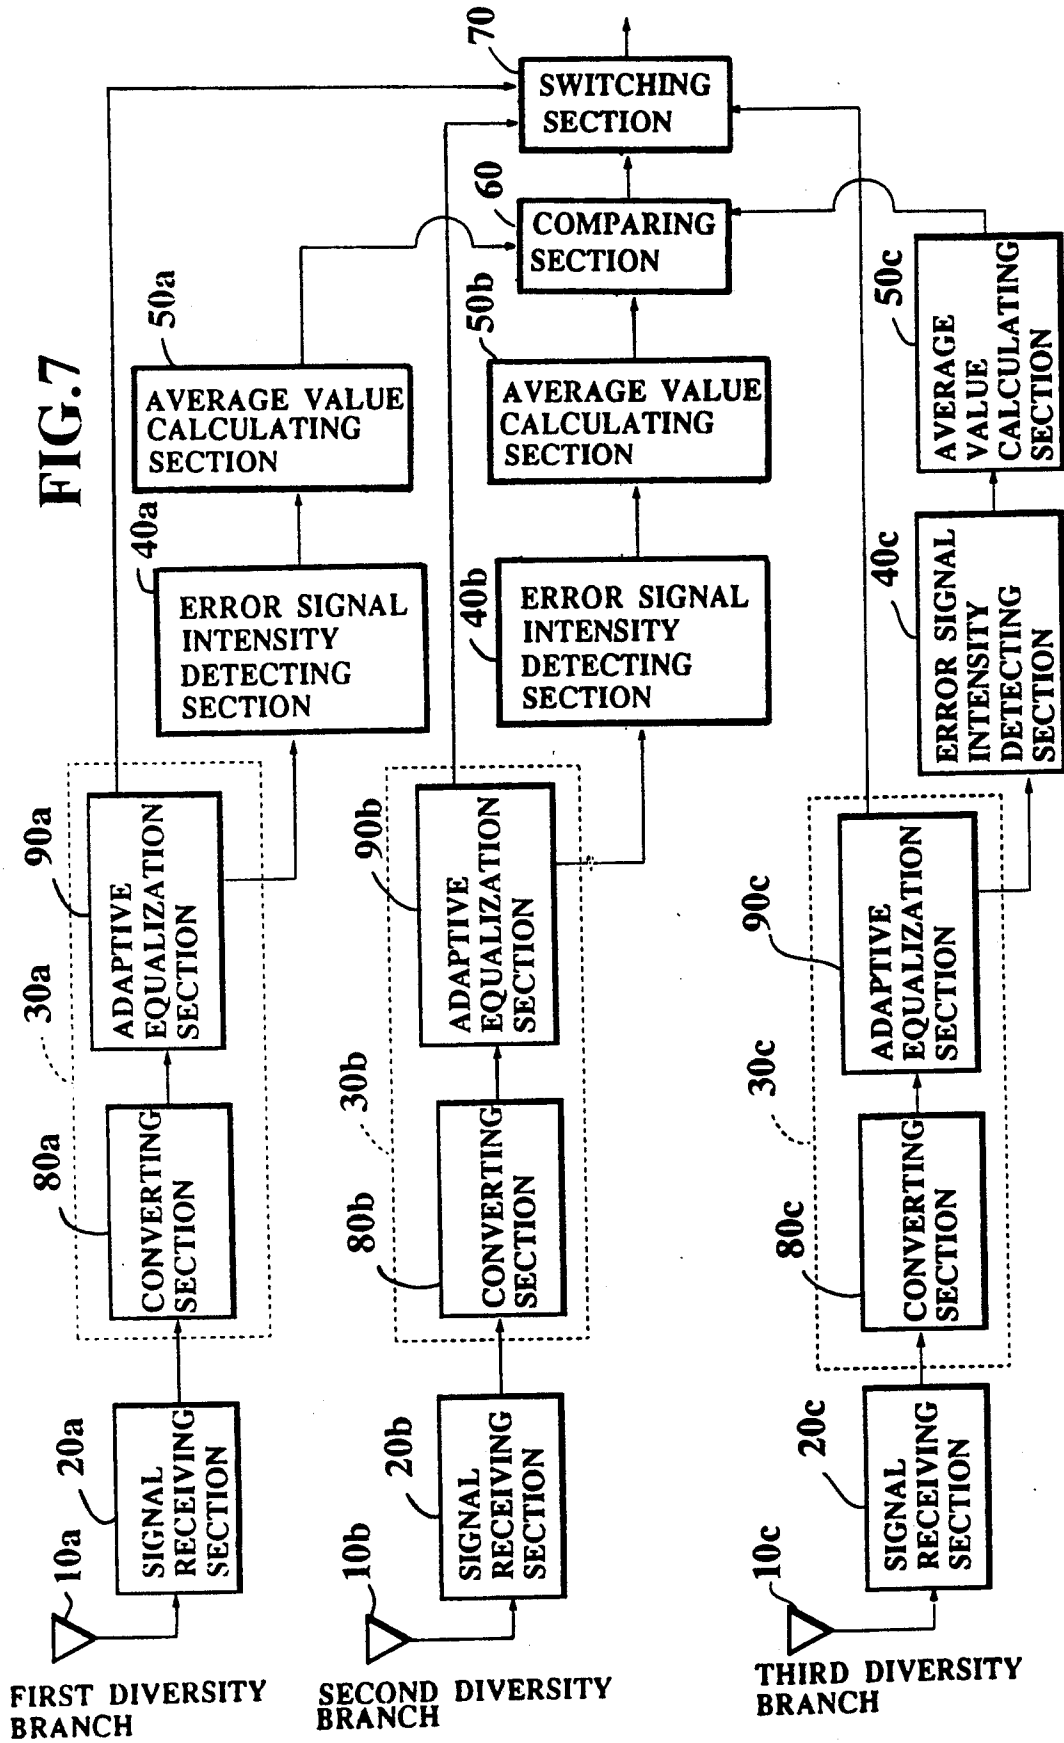 FIG.7
FIRST DIVERSITY
BRANCH
10a
20a
SIGNAL
RECEIVING
SECTION
30a
80a
CONVERTING
SECTION
90a
ADAPTIVE
EQUALIZATION
SECTION
40a
ERROR SIGNAL
INTENSITY
DETECTING
SECTION
50a
AVERAGE VALUE
CALCULATING
SECTION
60
COMPARING
SECTION
70
SWITCHING
SECTION
SECOND DIVERSITY
BRANCH
10b
20b
SIGNAL
RECEIVING
SECTION
30b
80b
CONVERTING
SECTION
90b
ADAPTIVE
EQUALIZATION
SECTION
40b
ERROR SIGNAL
INTENSITY
DETECTING
SECTION
50b
AVERAGE VALUE
CALCULATING
SECTION
THIRD DIVERSITY
BRANCH
10c
20c
SIGNAL
RECEIVING
SECTION
30c
80c
CONVERTING
SECTION
90c
ADAPTIVE
EQUALIZATION
SECTION
40c
ERROR SIGNAL
INTENSITY
DETECTING
SECTION
50c
AVERAGE
VALUE
CALCULATING
SECTION